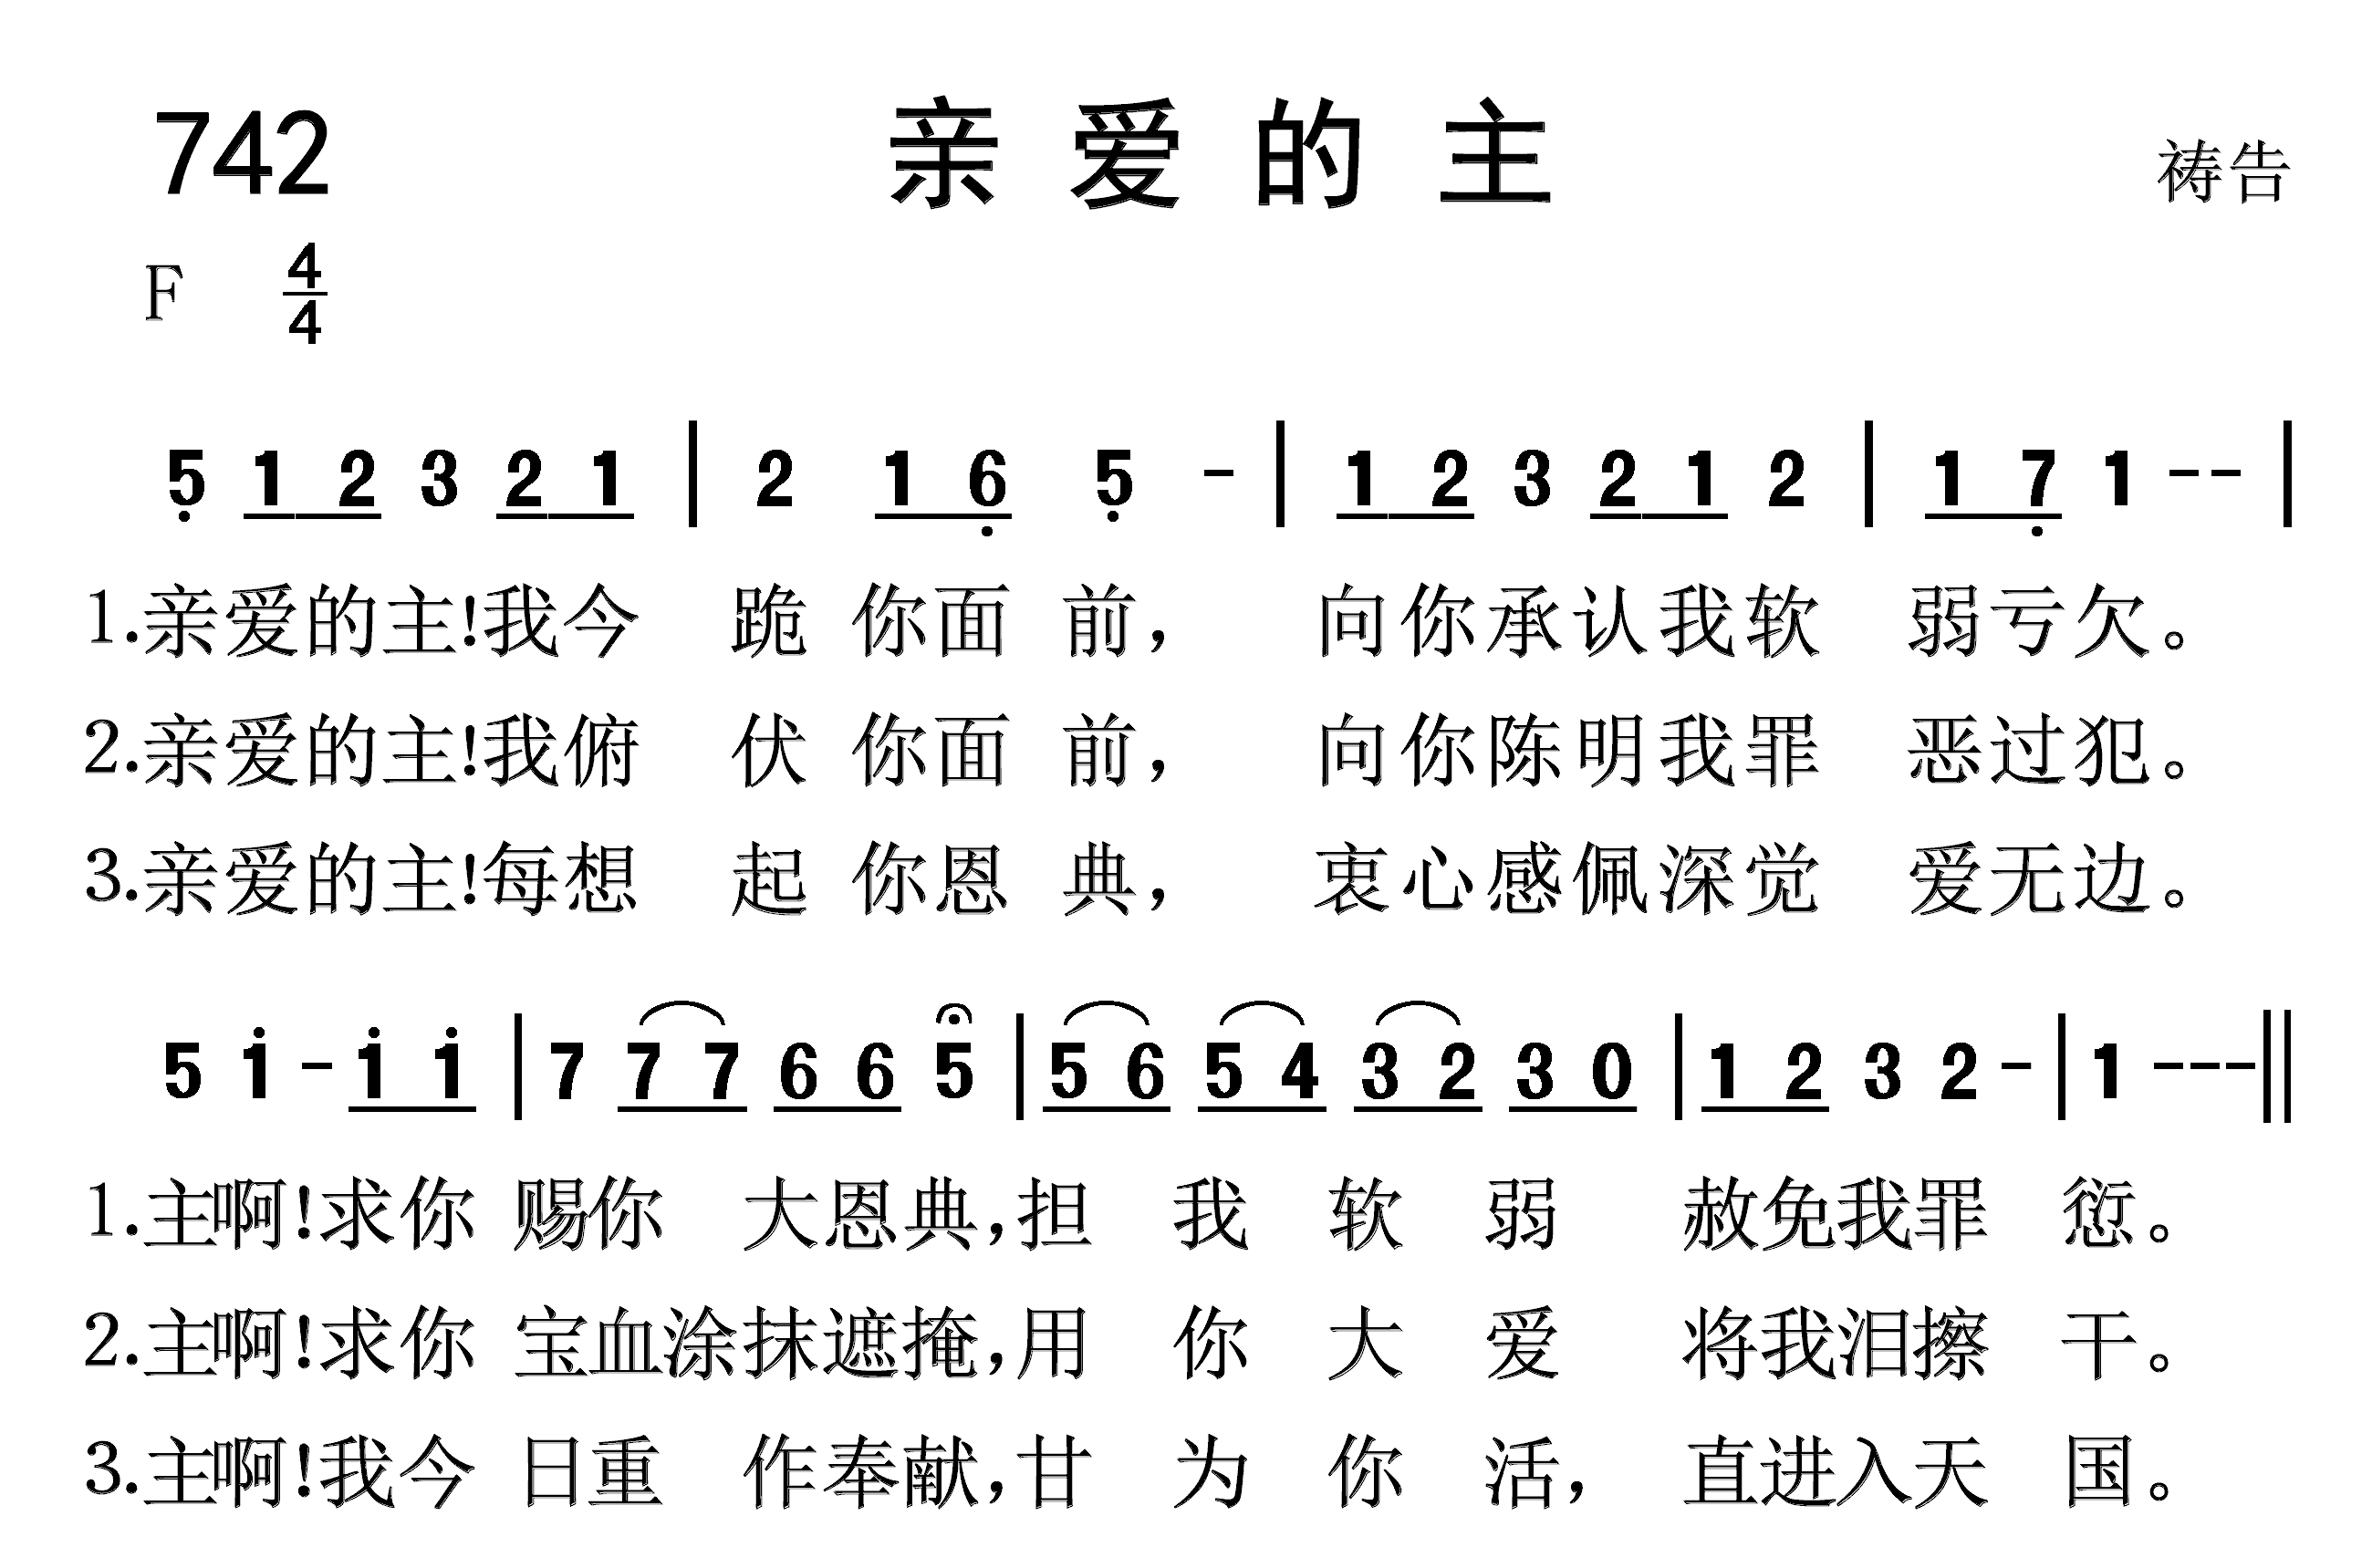 742 亲爱的主 祷告
F 4/4
5 1 2 3 2 1 | 2 1 6 5 - | 1 2 3 2 1 2 | 1 7 1 - - |
1.亲爱的主!我今 跪 你面 前， 向你承认我软 弱亏欠。
2.亲爱的主!我俯 伏 你面 前， 向你陈明我罪 恶过犯。
3.亲爱的主!每想 起 你恩 典， 衷心感佩深觉 爱无边。
5 1 - 1 1 | 7 7 7 6 6 5 | 5 6 5 4 3 2 3 0 | 1 2 3 2 - | 1 - - - ‖
1.主啊!求你 赐你 大恩典，担 我 软 弱 赦免我罪 愆。
2.主啊!求你 宝血涂抹遮掩，用 你 大 爱 将我泪擦 干。
3.主啊!我今 日重 作奉献，甘 为 你 活， 直进入天 国。